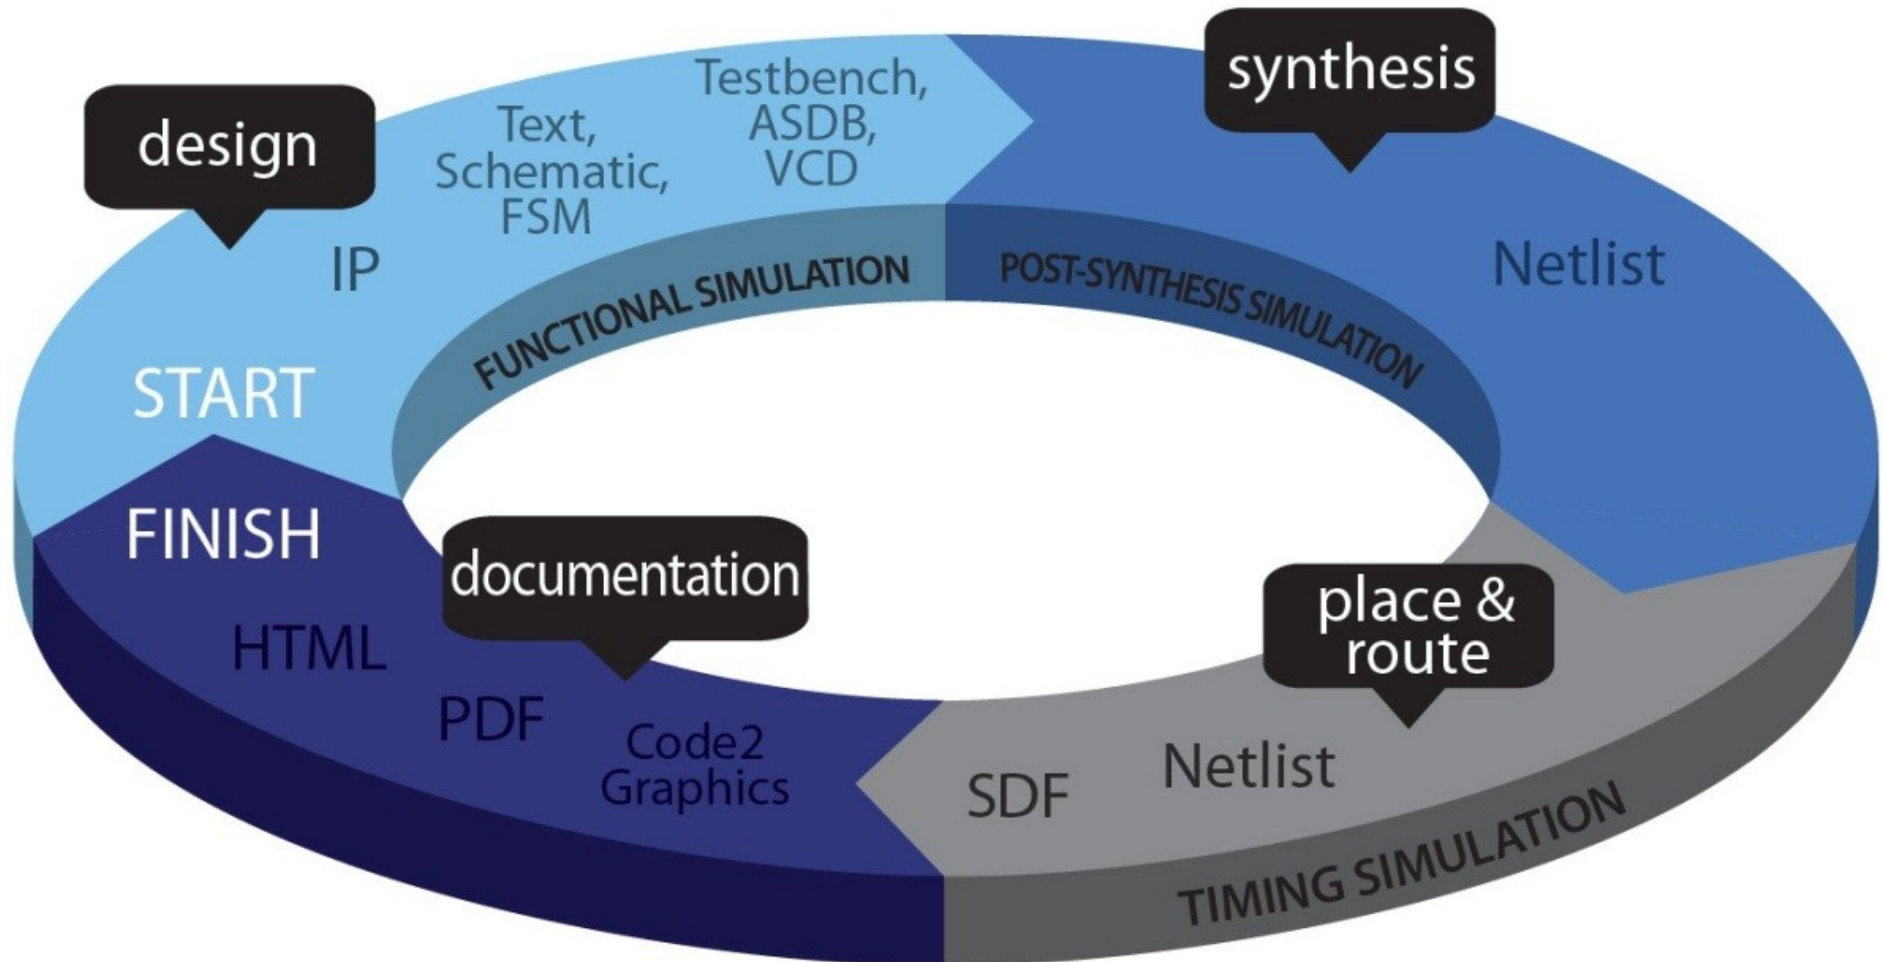 design
START
IP
Text,
Schematic,
FSM
Testbench,
ASDB,
VCD
FUNCTIONAL SIMULATION
synthesis
Netlist
POST-SYNTHESIS SIMULATION
place &
route
Netlist
SDF
TIMING SIMULATION
documentation
Code2
Graphics
PDF
HTML
FINISH